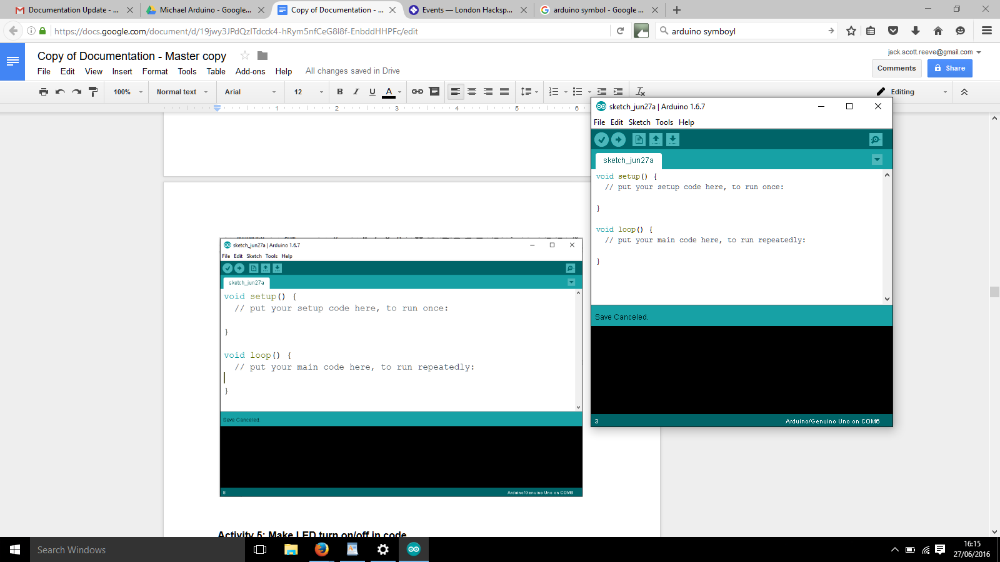 Documentation Update - ...
Michael Arduino - Google...
Copy of Documentation - ...
Events — London Hacksp...
arduino symbol - Google ...
https://docs.google.com/document/d/19jwy3JPdQzITdcck4-hRym5nfCeG8l8f-EnbddHHPFc/edit
arduino symboyl
Copy of Documentation - Master copy
jack.scott.reeve@gmail.com
File Edit View Insert Format Tools Table Add-ons Help All changes saved in Drive
Comments
Share
100% Normal text Arial 12 B I U A Editing
1 2 3 4 5 6
sketch_jun27a | Arduino 1.6.7
File Edit Sketch Tools Help
sketch_jun27a
void setup() {
// put your setup code here, to run once:
}
void loop() {
// put your main code here, to run repeatedly:
}
Save Canceled.
3
Arduino/Genuino Uno on COM6
sketch_jun27a | Arduino 1.6.7
File Edit Sketch Tools Help
sketch_jun27a
void setup() {
// put your setup code here, to run once:
}
void loop() {
// put your main code here, to run repeatedly:
}
Save Canceled.
6
Arduino/Genuino Uno on COM6
Activity 5: Make LED turn on/off in code
Search Windows
16:15
27/06/2016